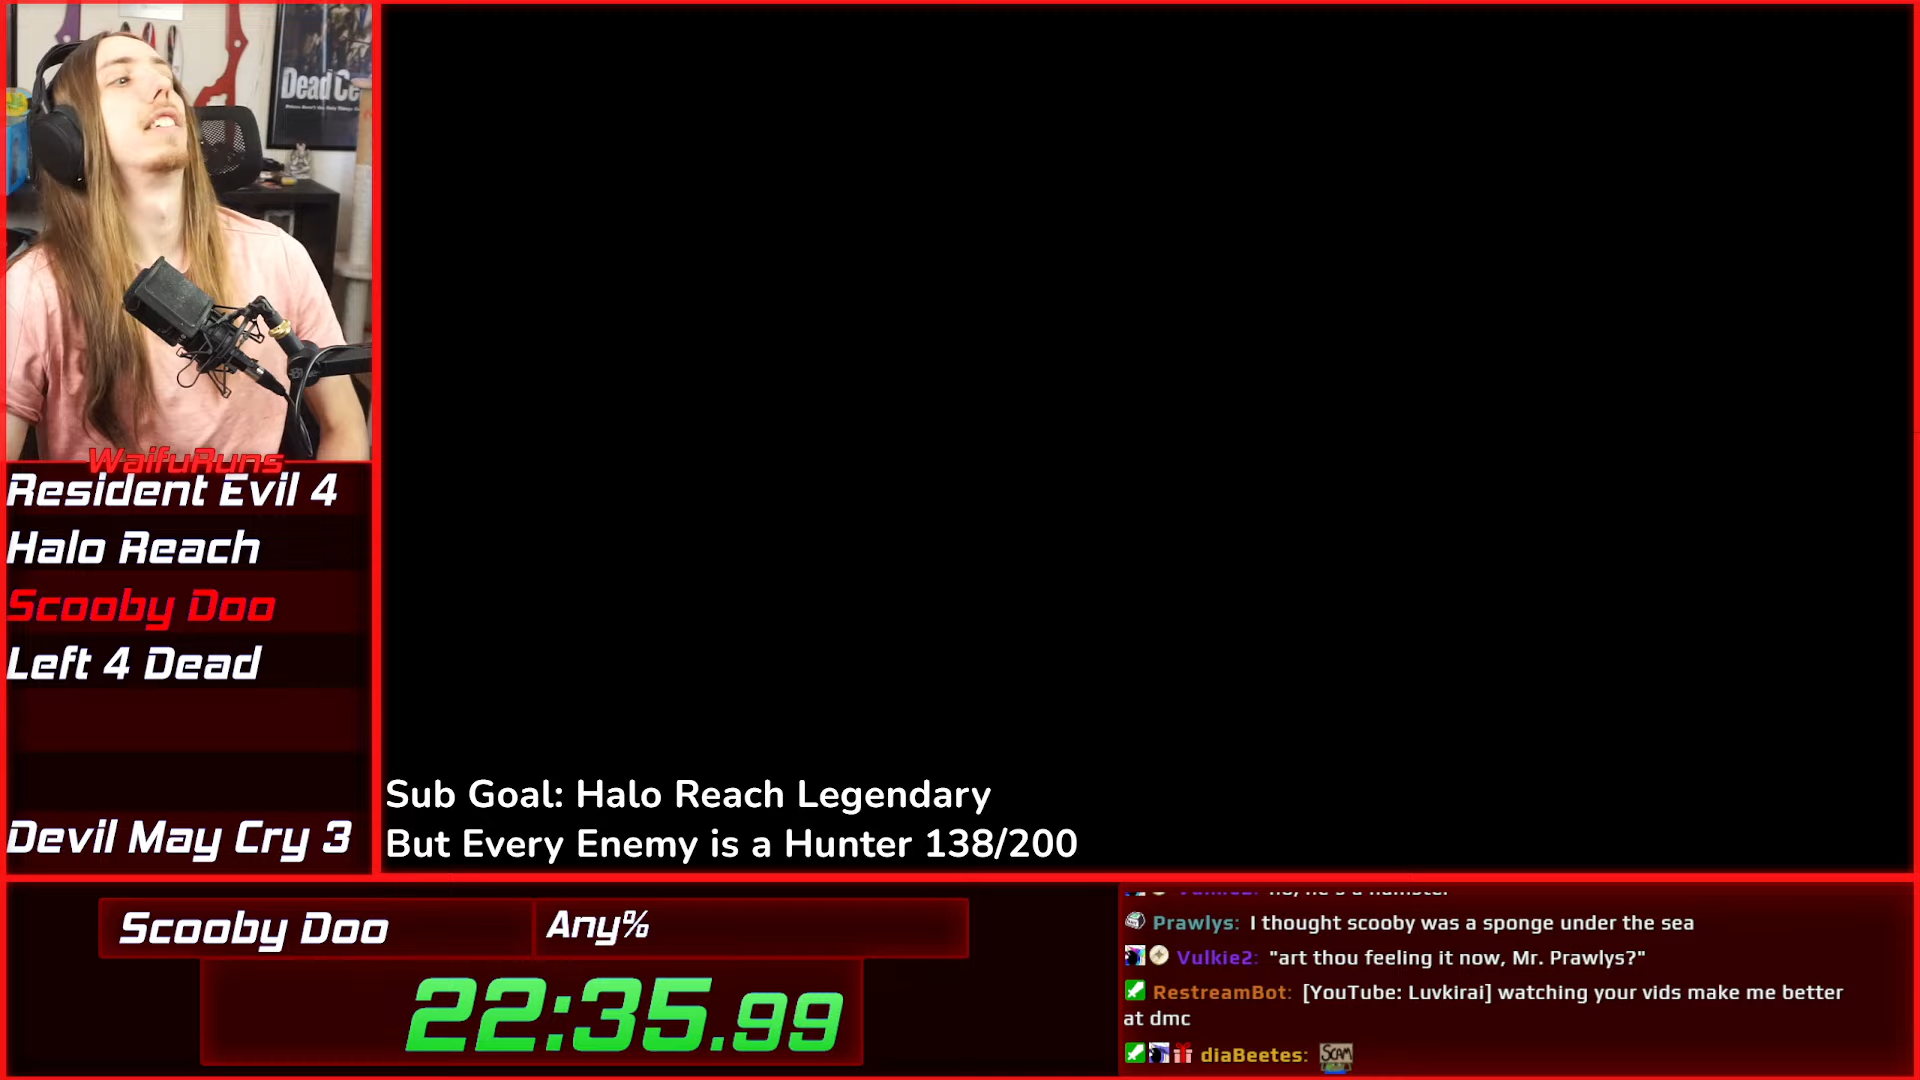 Dead Ce
WaifuRuns
Resident Evil 4
Halo Reach
Scooby Doo
Left 4 Dead
Devil May Cry 3
Sub Goal: Halo Reach Legendary
But Every Enemy is a Hunter 138/200
Scooby Doo
Any%
22:35.99
Prawlys: I thought scooby was a sponge under the sea
Vulkie2: "art thou feeling it now, Mr. Prawlys?"
RestreamBot: [YouTube: Luvkirai] watching your vids make me better
at dmc
diaBeetes: SCAM